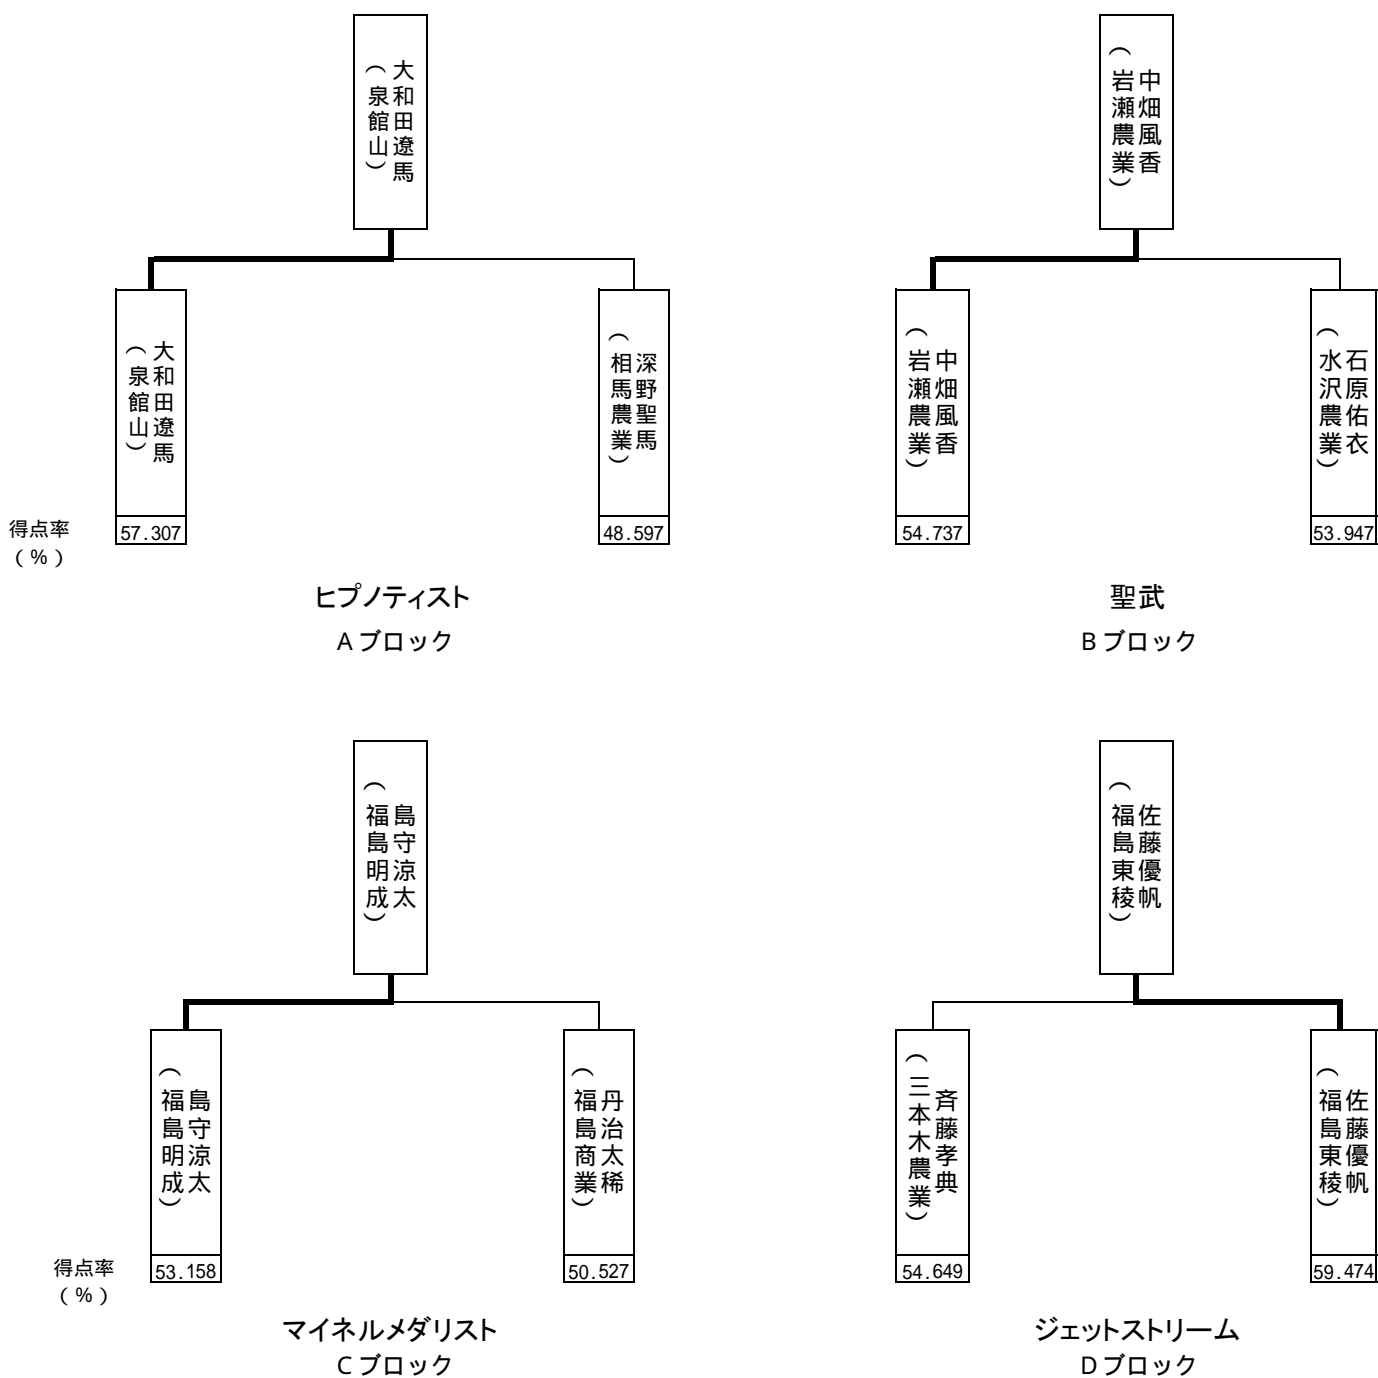 大和田遼馬
(泉館山)
中畑風香
(岩瀬農業)
大和田遼馬
(泉館山)
深野聖馬
(相馬農業)
中畑風香
(岩瀬農業)
石原佑衣
(水沢農業)
得点率
(%)
57.307
48.597
54.737
53.947
ヒプノティスト
Aブロック
聖武
Bブロック
島守涼太
(福島明成)
佐藤優帆
(福島東稜)
島守涼太
(福島明成)
丹治太稀
(福島商業)
斉藤孝典
(三本木農業)
佐藤優帆
(福島東稜)
得点率
(%)
53.158
50.527
54.649
59.474
マイネルメダリスト
Cブロック
ジェットストリーム
Dブロック